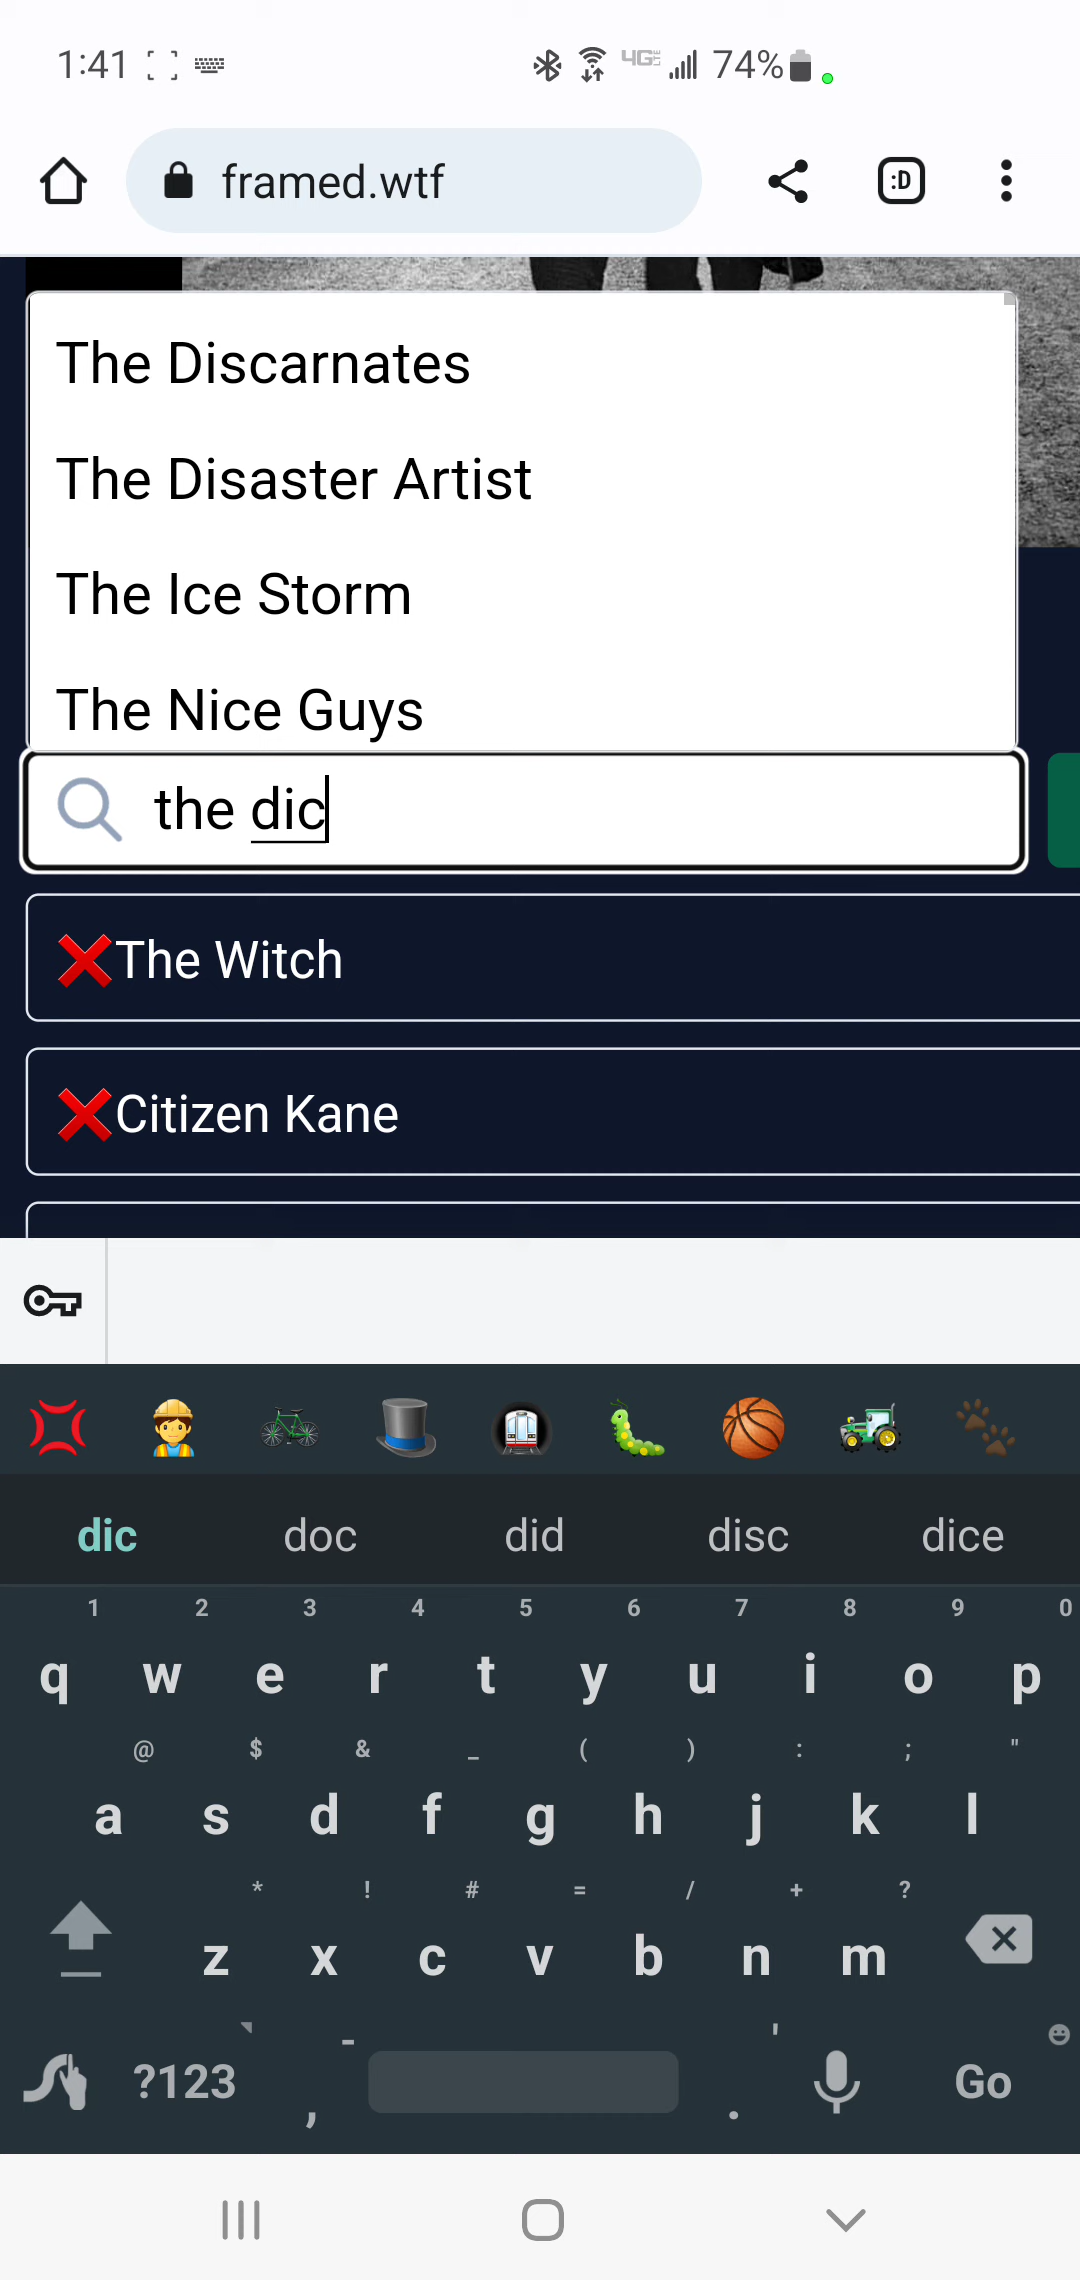 1:41 4GE 74%
framed.wtf :D
The Discarnates
The Disaster Artist
The Ice Storm
The Nice Guys
the dic
❌The Witch
❌Citizen Kane
dic doc did disc dice
1 2 3 4 5 6 7 8 9 0
q w e r t y u i o p
@ $ & _ ( ) : ; "
a s d f g h j k l
* ! # = / + ?
z x c v b n m
- '
?123 , . Go